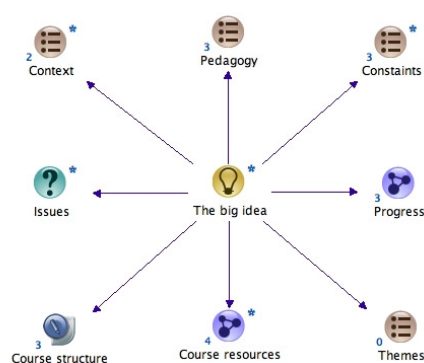 2 *
Context
3
Pedagogy
3 *
Constaints
? *
Issues
*
The big idea
3
Progress
3
Course structure
4 *
Course resources
0
Themes